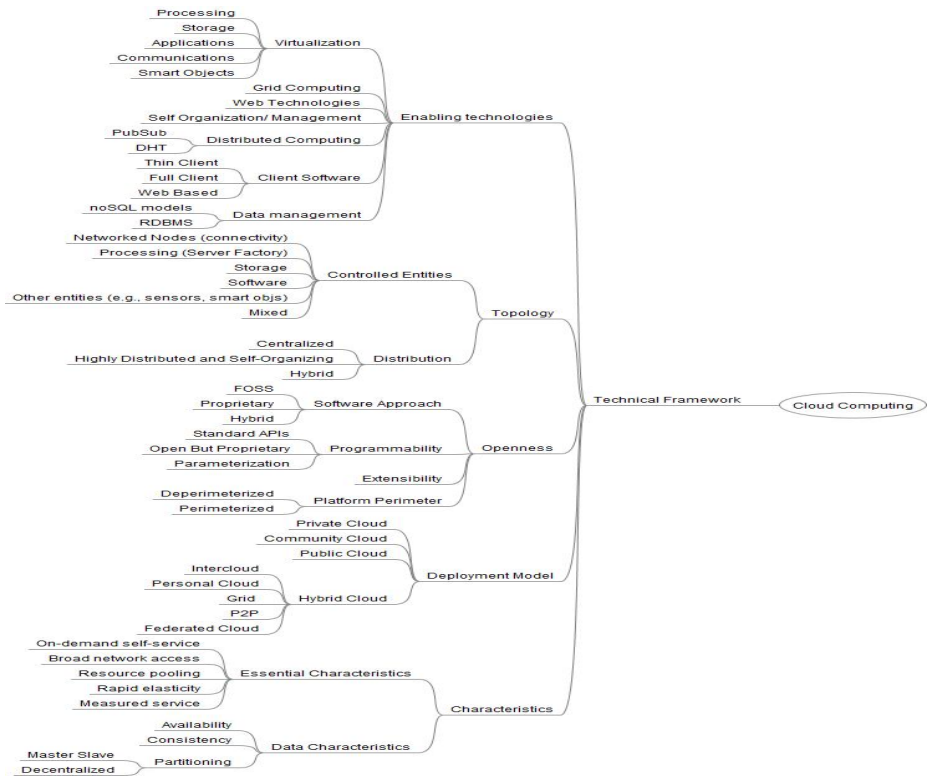 Processing
Storage
Applications
Communications
Smart Objects
Virtualization
Grid Computing
Web Technologies
Self Organization/ Management
PubSub
DHT
Distributed Computing
Thin Client
Full Client
Web Based
Client Software
noSQL models
RDBMS
Data management
Enabling technologies
Networked Nodes (connectivity)
Processing (Server Factory)
Storage
Software
Other entities (e.g., sensors, smart objs)
Mixed
Controlled Entities
Centralized
Highly Distributed and Self-Organizing
Hybrid
Distribution
Topology
FOSS
Proprietary
Hybrid
Software Approach
Standard APIs
Open But Proprietary
Parameterization
Programmability
Extensibility
Deperimeterized
Perimeterized
Platform Perimeter
Openness
Private Cloud
Community Cloud
Public Cloud
Intercloud
Personal Cloud
Grid
P2P
Federated Cloud
Hybrid Cloud
Deployment Model
On-demand self-service
Broad network access
Resource pooling
Rapid elasticity
Measured service
Essential Characteristics
Availability
Consistency
Master Slave
Decentralized
Partitioning
Data Characteristics
Characteristics
Technical Framework
Cloud Computing